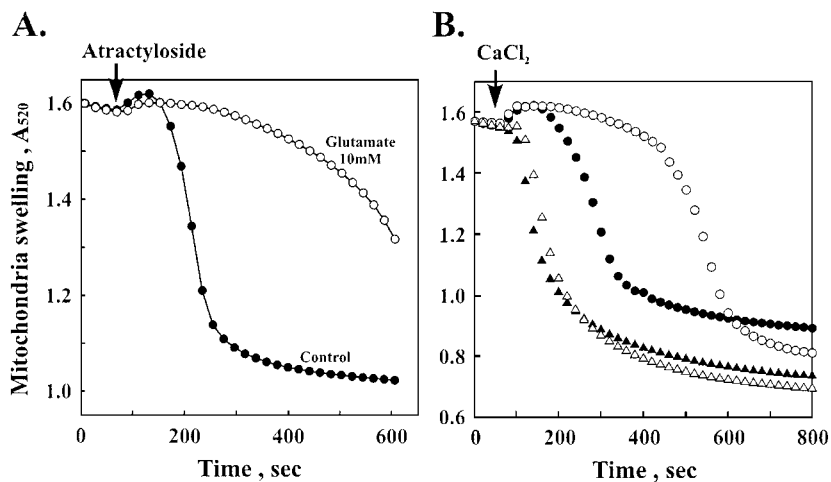 A.
Atractyloside
1.6
1.4
1.2
1.0
Mitochondria swelling , A520
Glutamate
10mM
Control
0
200
400
600
Time , sec
B.
CaCl2
1.6
1.4
1.2
1.0
0.8
0.6
0
200
400
600
800
Time , sec